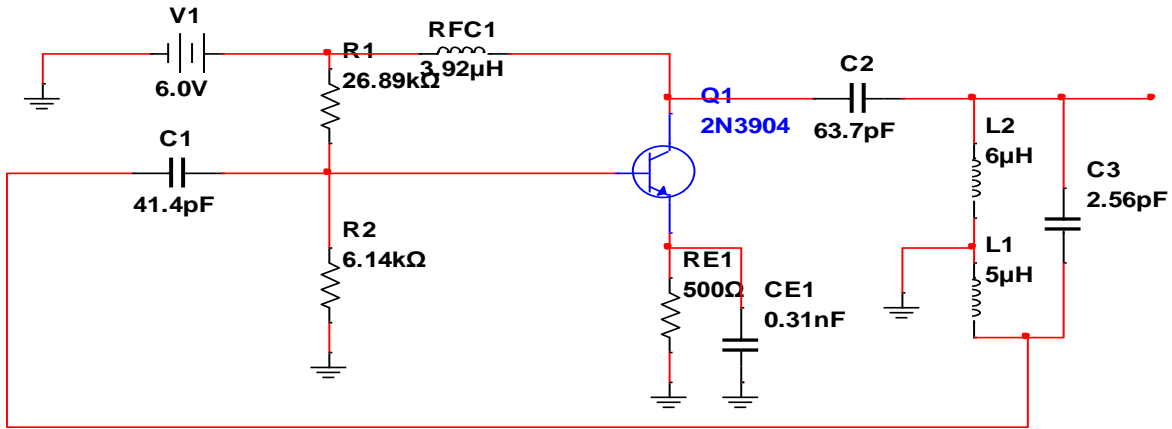 V1
6.0V
R1
26.89kΩ
RFC1
3.92µH
C2
63.7pF
Q1
2N3904
C1
41.4pF
L2
6µH
C3
2.56pF
R2
6.14kΩ
RE1
500Ω
CE1
0.31nF
L1
5µH